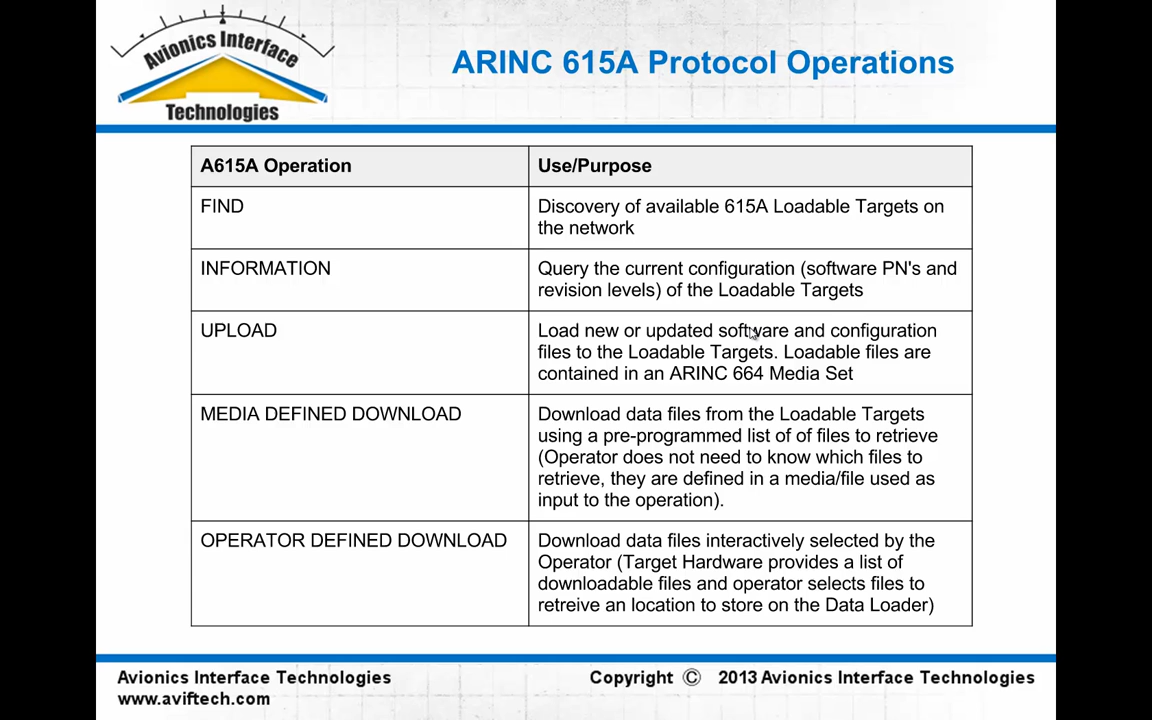 Avionics Interface
Technologies
ARINC 615A Protocol Operations
A615A Operation
Use/Purpose
FIND
Discovery of available 615A Loadable Targets on
the network
INFORMATION
Query the current configuration (software PN's and
revision levels) of the Loadable Targets
UPLOAD
Load new or updated software and configuration
files to the Loadable Targets. Loadable files are
contained in an ARINC 664 Media Set
MEDIA DEFINED DOWNLOAD
Download data files from the Loadable Targets
using a pre-programmed list of of files to retrieve
(Operator does not need to know which files to
retrieve, they are defined in a media/file used as
input to the operation).
OPERATOR DEFINED DOWNLOAD
Download data files interactively selected by the
Operator (Target Hardware provides a list of
downloadable files and operator selects files to
retreive an location to store on the Data Loader)
Avionics Interface Technologies
www.aviftech.com
Copyright © 2013 Avionics Interface Technologies